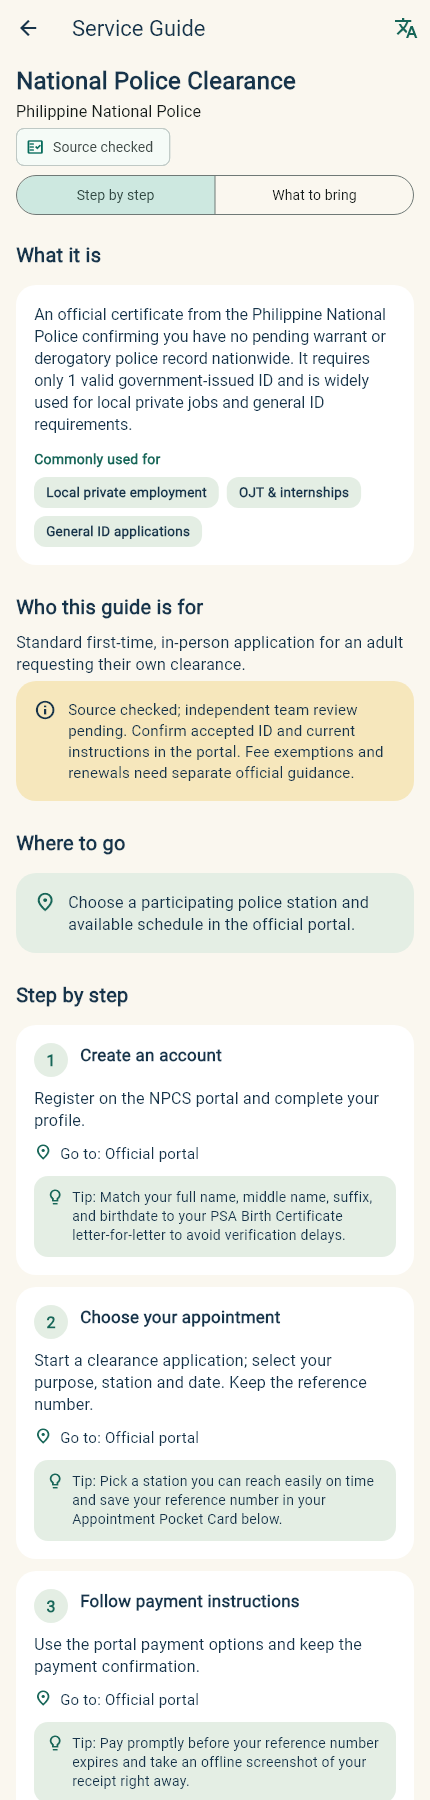 Service Guide
National Police Clearance
Philippine National Police
Source checked
Step by step
What to bring
What it is
An official certificate from the Philippine National
Police confirming you have no pending warrant or
derogatory police record nationwide. It requires
only 1 valid government-issued ID and is widely
used for local private jobs and general ID
requirements.
Commonly used for
Local private employment
OJT & internships
General ID applications
Who this guide is for
Standard first-time, in-person application for an adult
requesting their own clearance.
Source checked; independent team review
pending. Confirm accepted ID and current
instructions in the portal. Fee exemptions and
renewals need separate official guidance.
Where to go
Choose a participating police station and
available schedule in the official portal.
Step by step
1
Create an account
Register on the NPCS portal and complete your
profile.
Go to: Official portal
Tip: Match your full name, middle name, suffix,
and birthdate to your PSA Birth Certificate
letter-for-letter to avoid verification delays.
2
Choose your appointment
Start a clearance application; select your
purpose, station and date. Keep the reference
number.
Go to: Official portal
Tip: Pick a station you can reach easily on time
and save your reference number in your
Appointment Pocket Card below.
3
Follow payment instructions
Use the portal payment options and keep the
payment confirmation.
Go to: Official portal
Tip: Pay promptly before your reference number
expires and take an offline screenshot of your
receipt right away.